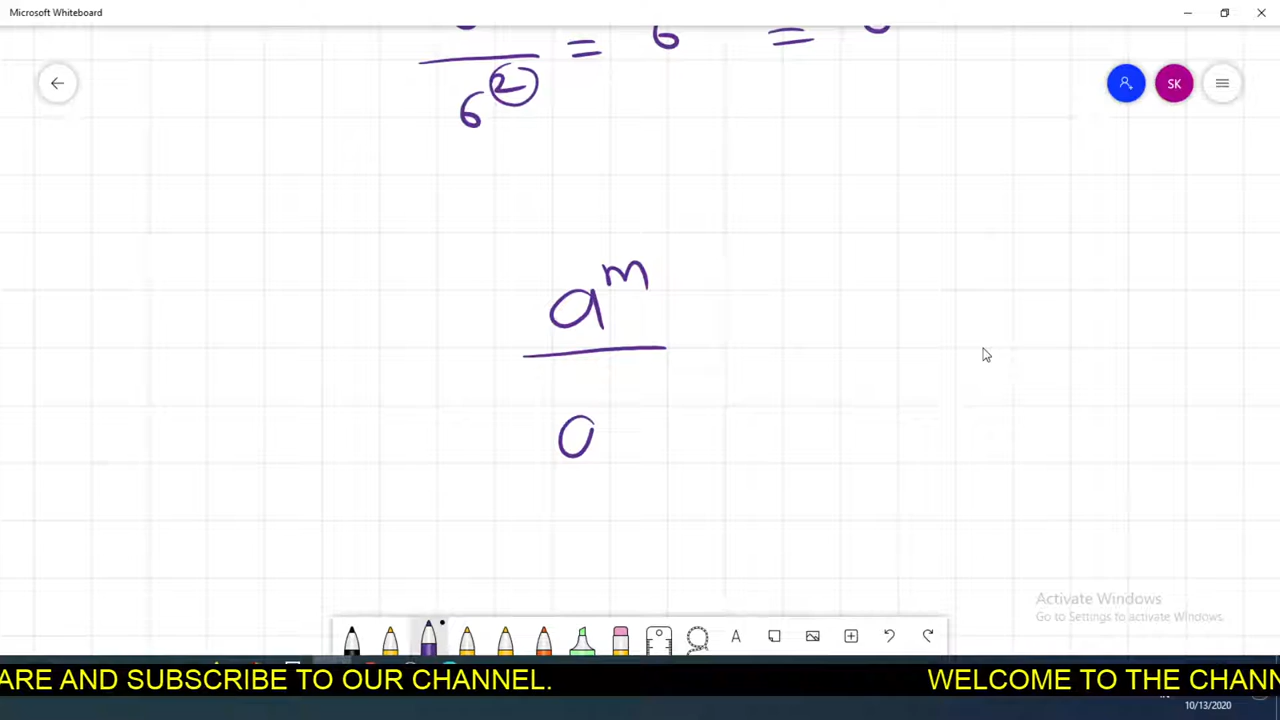 Microsoft Whiteboard
= 6 =
6^2
SK
a^m
0
A
Activate Windows
Go to Settings to activate Windows.
ARE AND SUBSCRIBE TO OUR CHANNEL. WELCOME TO THE CHANN
10/13/2020